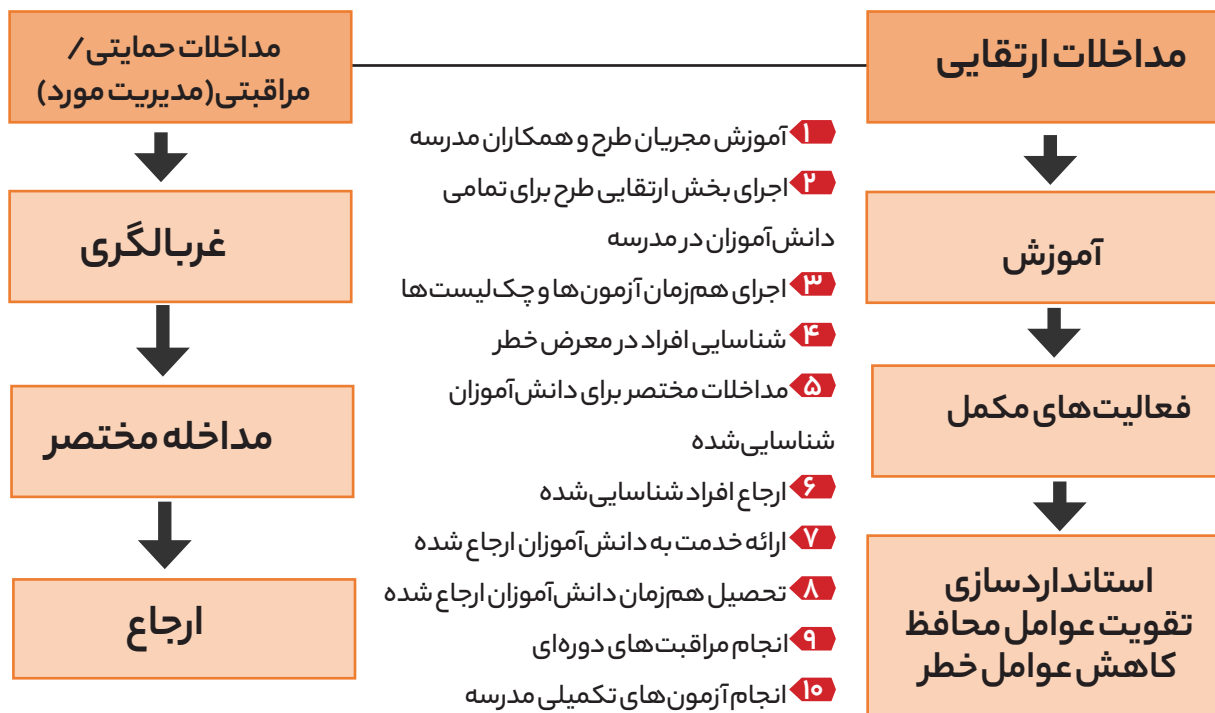 مداخلات ارتقایی
آموزش
فعالیت‌های مکمل
استانداردسازی
تقویت عوامل محافظ
کاهش عوامل خطر
۱ آموزش مجریان طرح و همکاران مدرسه
۲ اجرای بخش ارتقایی طرح برای تمامی
دانش‌آموزان در مدرسه
۳ اجرای هم‌زمان آزمون‌ها و چک‌لیست‌ها
۴ شناسایی افراد در معرض خطر
۵ مداخلات مختصر برای دانش‌آموزان
شناسایی‌شده
۶ ارجاع افراد شناسایی‌شده
۷ ارائه خدمت به دانش‌آموزان ارجاع شده
۸ تحصیل هم‌زمان دانش‌آموزان ارجاع شده
۹ انجام مراقبت‌های دوره‌ای
۱۰ انجام آزمون‌های تکمیلی مدرسه
مداخلات حمایتی/
مراقبتی(مدیریت مورد)
غربالگری
مداخله مختصر
ارجاع